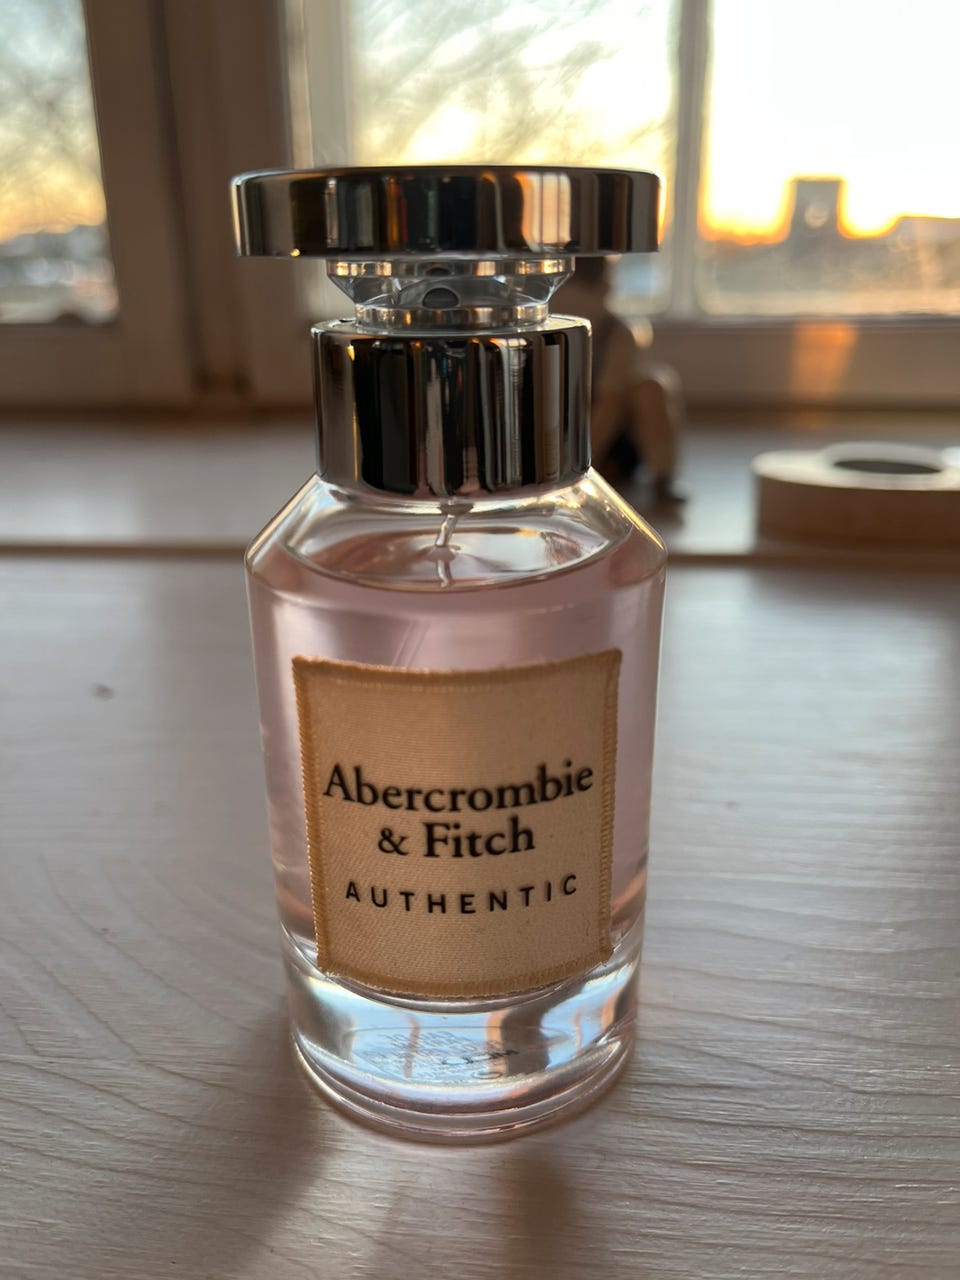 Abercrombie
& Fitch
AUTHENTIC